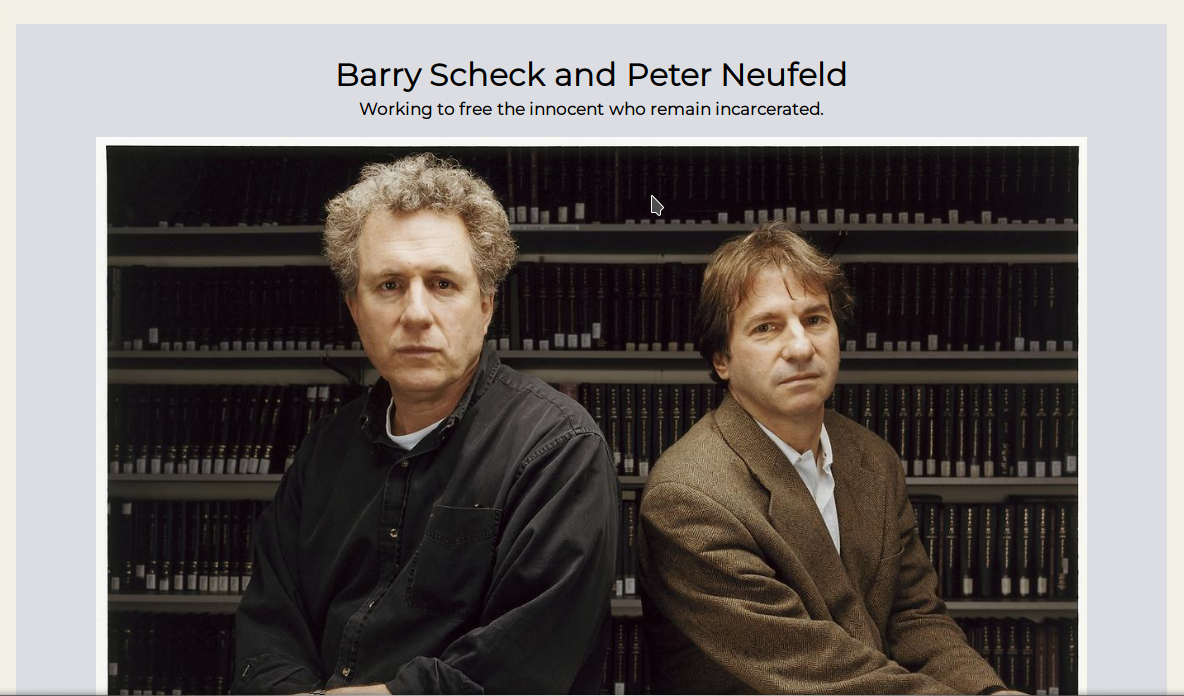 Barry Scheck and Peter Neufeld
Working to free the innocent who remain incarcerated.